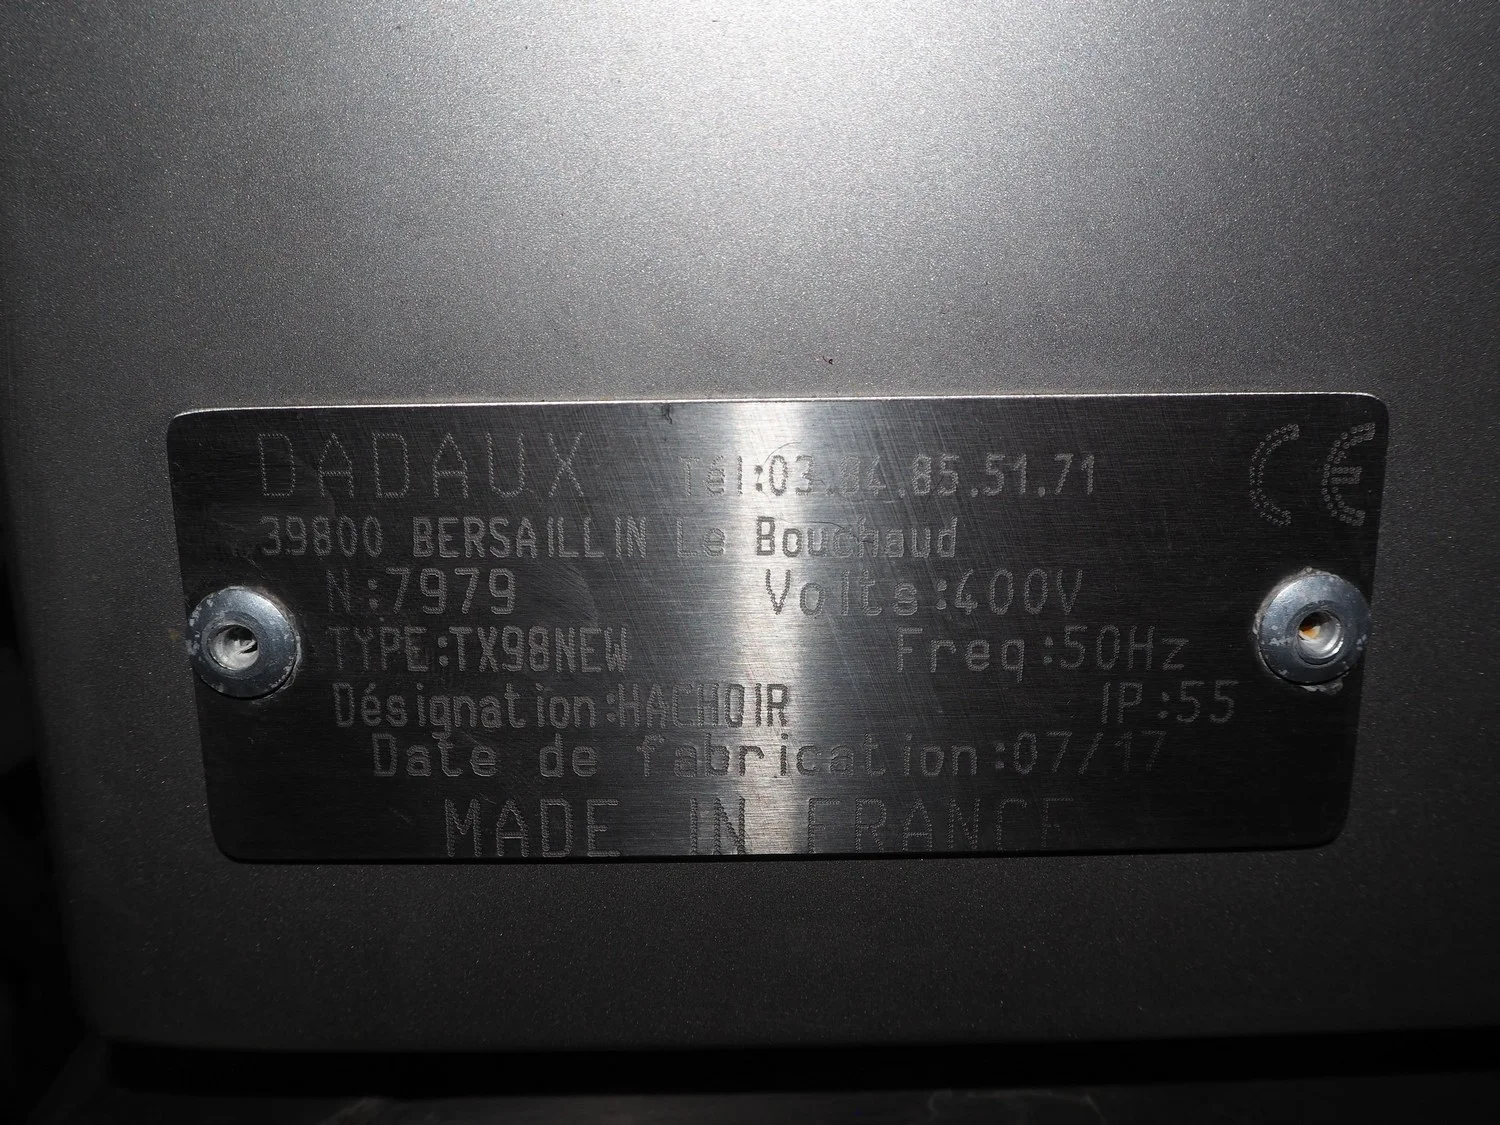 DADAUX Tél:03.84.85.51.71 CE
39800 BERSAILLIN Le Bouchaud
N:7979 Volts:400V
TYPE:TX98NEW Freq:50Hz
Désignation:HACHOIR IP:55
Date de fabrication:07/17
MADE IN FRANCE